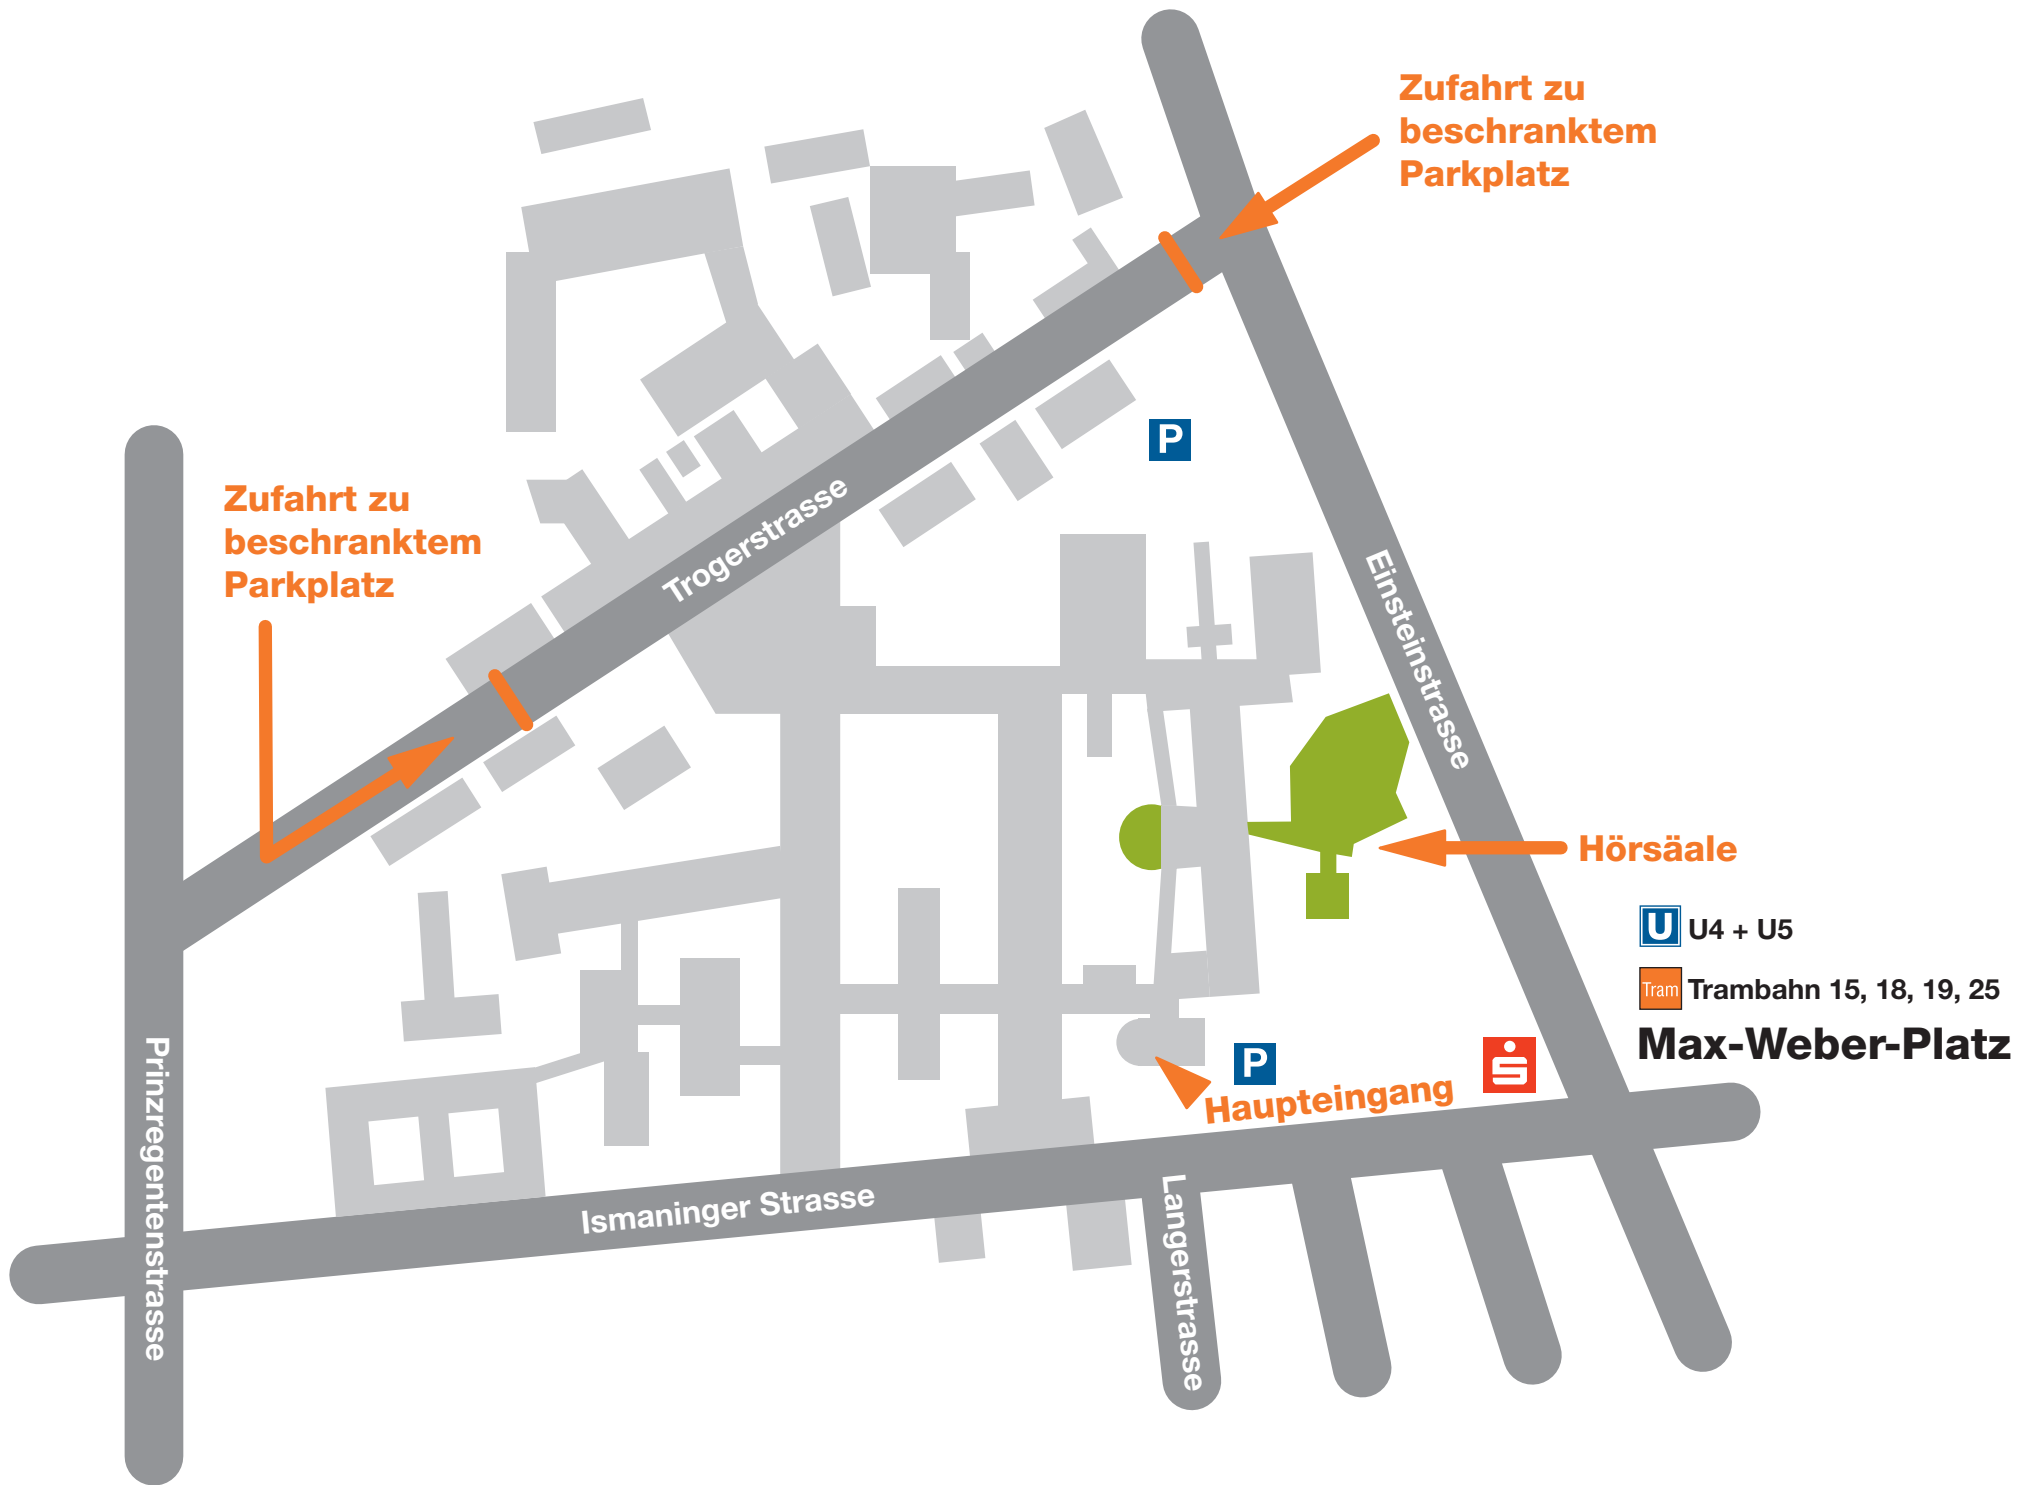 Zufahrt zu
beschranktem
Parkplatz
Zufahrt zu
beschranktem
Parkplatz
P
Trogerstrasse
Einsteinstrasse
Hörsäale
U U4 + U5
Tram Trambahn 15, 18, 19, 25
Max-Weber-Platz
P
Haupteingang
Prinzregentenstrasse
Ismaninger Strasse
Langerstrasse